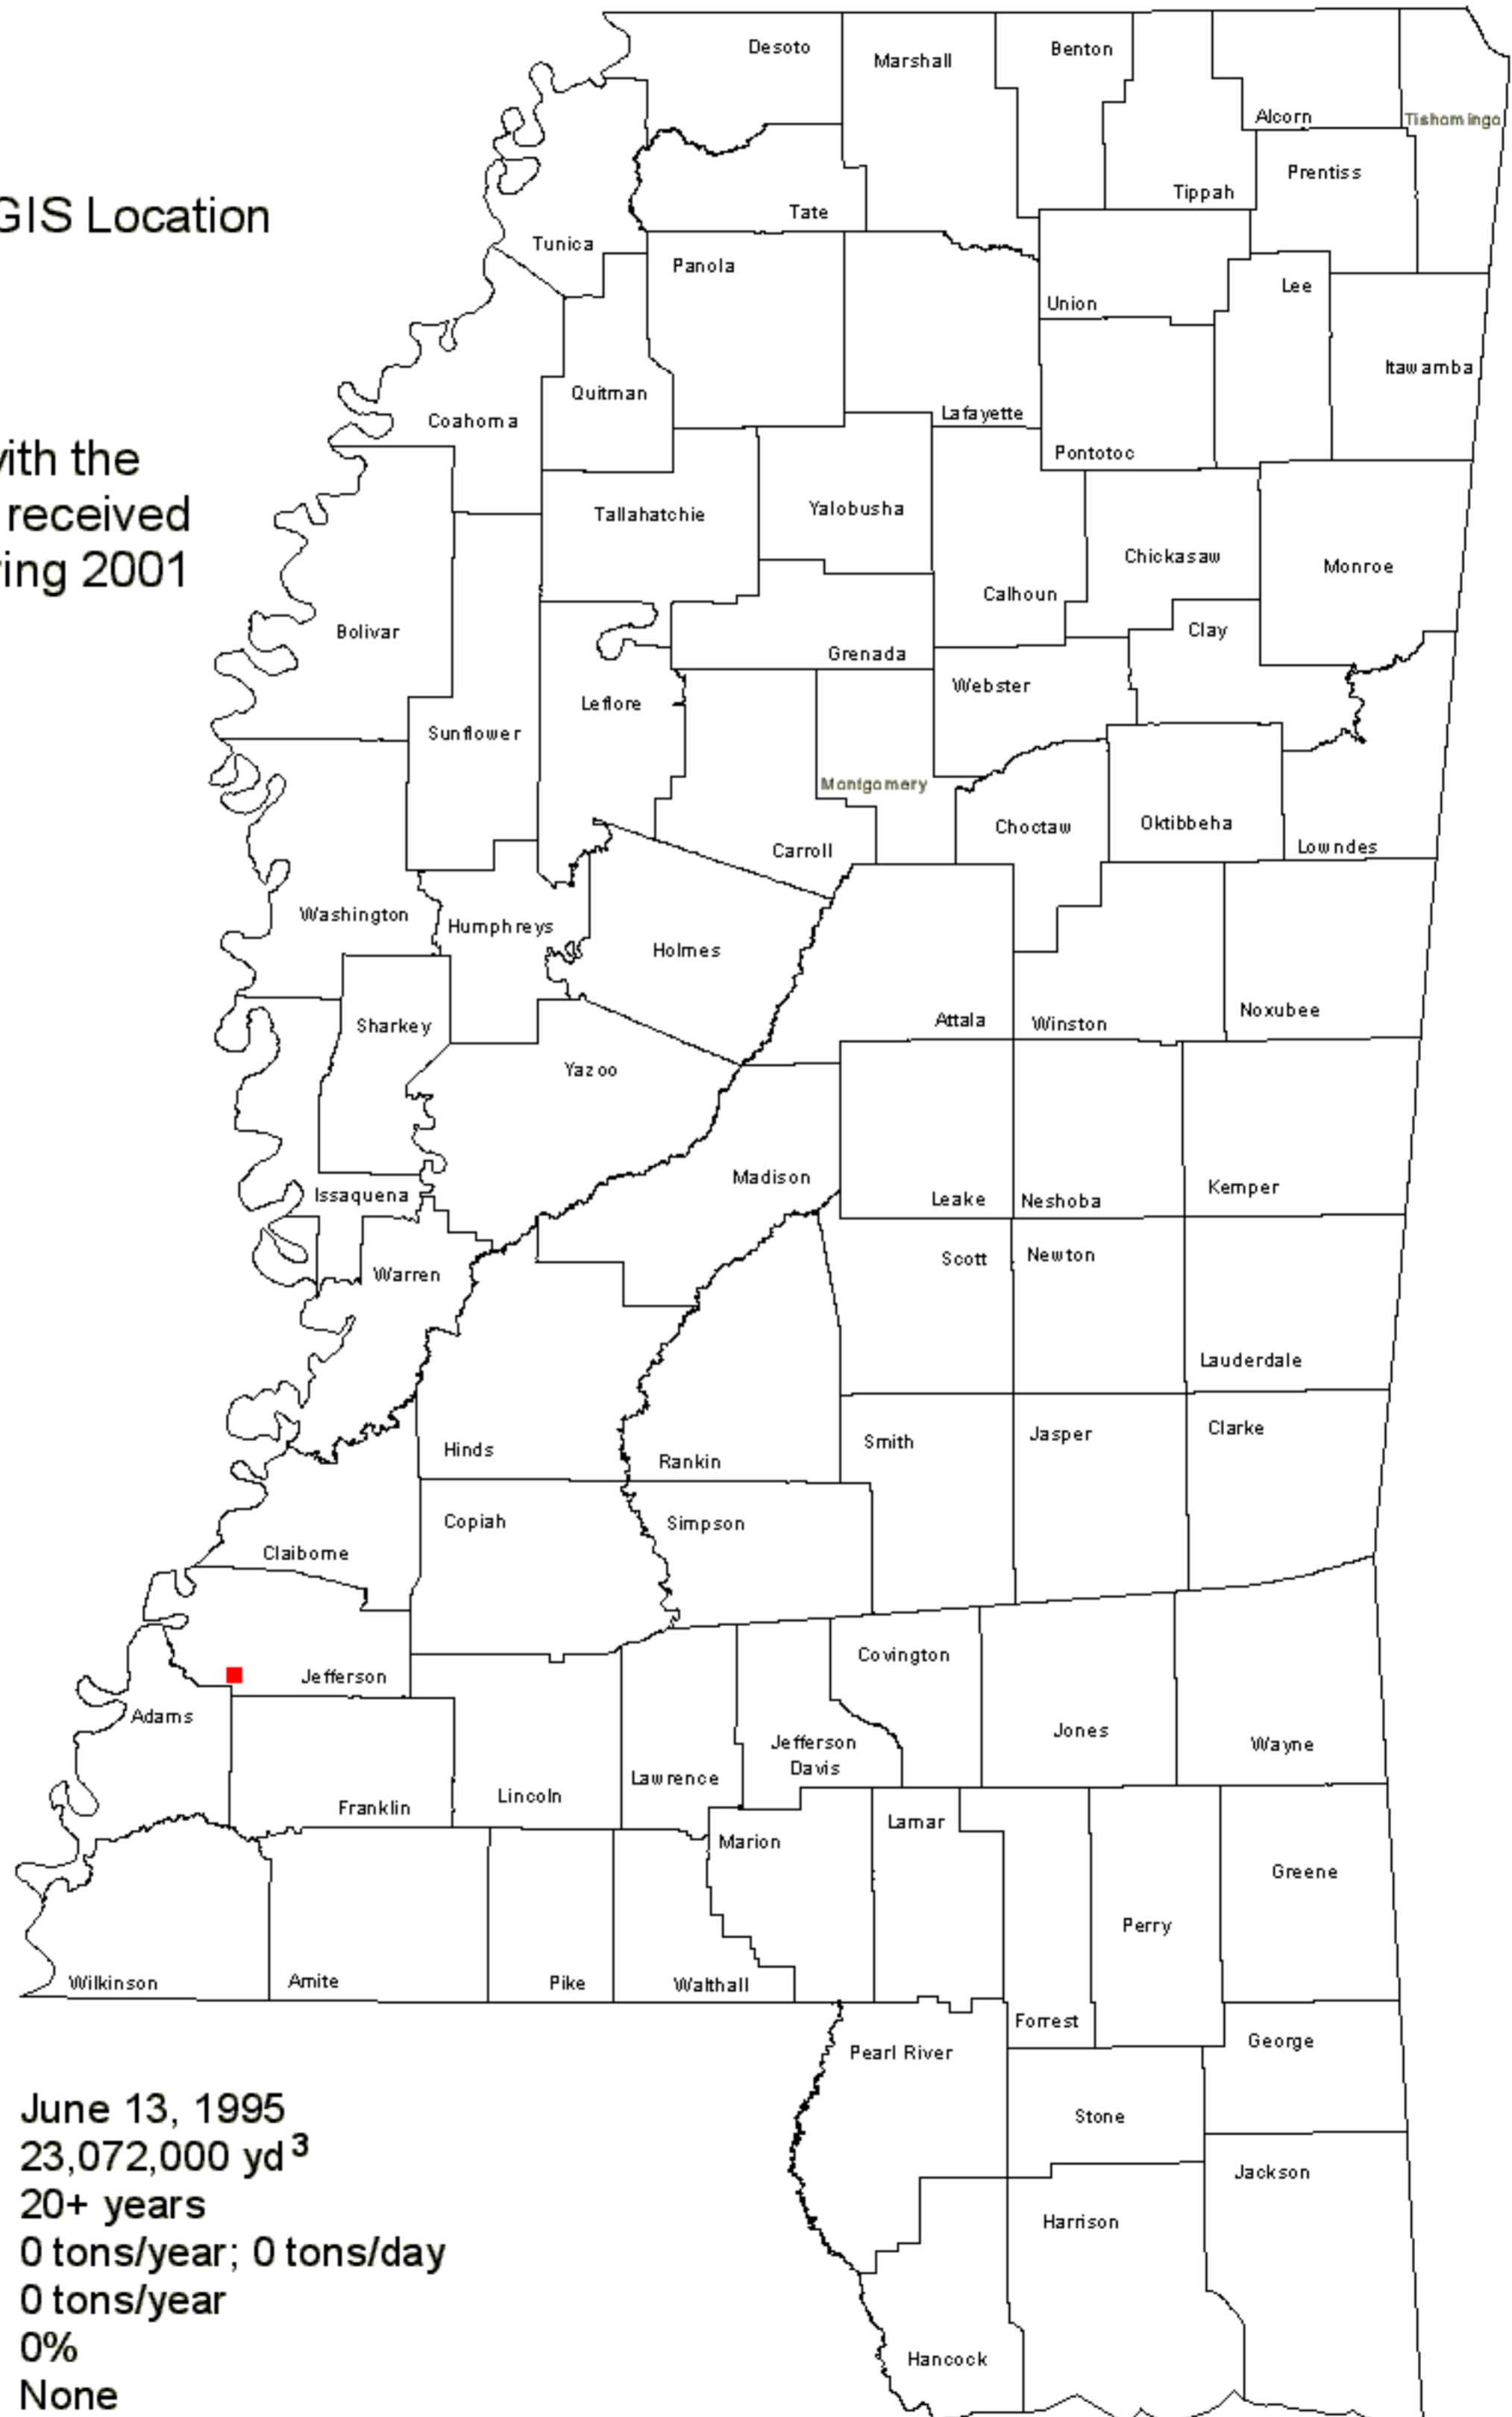 GIS Location
with the
received
ring 2001
Desoto
Marshall
Benton
Alcorn
Tishomingo
Prentiss
Tippah
Tate
Tunica
Panola
Union
Lee
Itawamba
Quitman
Coahoma
Lafayette
Pontotoc
Tallahatchie
Yalobusha
Chickasaw
Monroe
Calhoun
Clay
Bolivar
Grenada
Webster
Leflore
Sunflower
Montgomery
Choctaw
Oktibbeha
Lowndes
Carroll
Washington
Humphreys
Holmes
Noxubee
Attala
Winston
Sharkey
Yazoo
Madison
Kemper
Issaquena
Leake
Neshoba
Scott
Newton
Warren
Lauderdale
Hinds
Rankin
Smith
Jasper
Clarke
Copiah
Simpson
Claiborne
Covington
Jefferson
Adams
Jefferson
Davis
Jones
Wayne
Lawrence
Lincoln
Franklin
Lamar
Marion
Greene
Perry
Wilkinson
Amite
Pike
Walthall
Forrest
George
Pearl River
Stone
Jackson
Harrison
Hancock
June 13, 1995
23,072,000 yd³
20+ years
0 tons/year; 0 tons/day
0 tons/year
0%
None